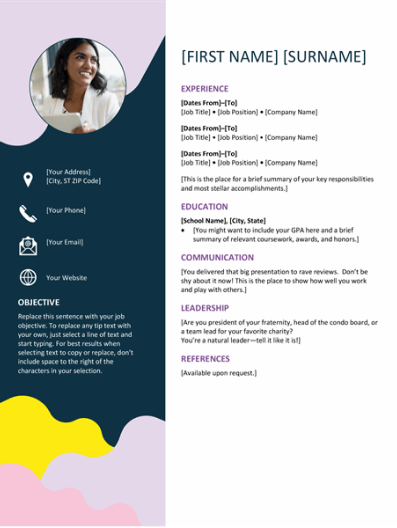 [FIRST NAME] [SURNAME]
EXPERIENCE
[Dates From]–[To]
[Job Title] • [Job Position] • [Company Name]
[Dates From]–[To]
[Job Title] • [Job Position] • [Company Name]
[Dates From]–[To]
[Job Title] • [Job Position] • [Company Name]
[This is the place for a brief summary of your key responsibilities
and most stellar accomplishments.]
EDUCATION
[School Name], [City, State]
• [You might want to include your GPA here and a brief
summary of relevant coursework, awards, and honors.]
COMMUNICATION
[You delivered that big presentation to rave reviews. Don’t be
shy about it now! This is the place to show how well you work
and play with others.]
LEADERSHIP
[Are you president of your fraternity, head of the condo board, or
a team lead for your favorite charity?
You’re a natural leader—tell it like it is!]
REFERENCES
[Available upon request.]
[Your Address]
[City, ST ZIP Code]
[Your Phone]
[Your Email]
Your Website
OBJECTIVE
Replace this sentence with your job
objective. To replace any tip text with
your own, just select a line of text and
start typing. For best results when
selecting text to copy or replace, don’t
include space to the right of the
characters in your selection.